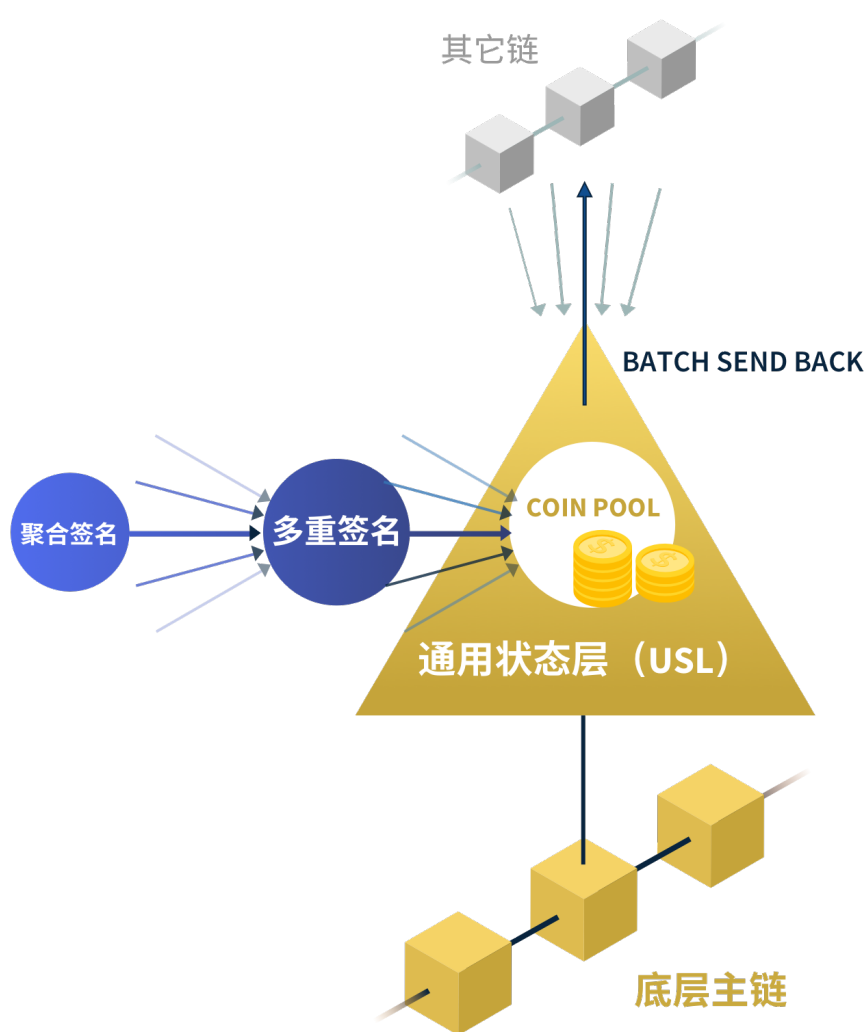 其它链
BATCH SEND BACK
聚合签名
多重签名
COIN POOL
通用状态层（USL）
底层主链